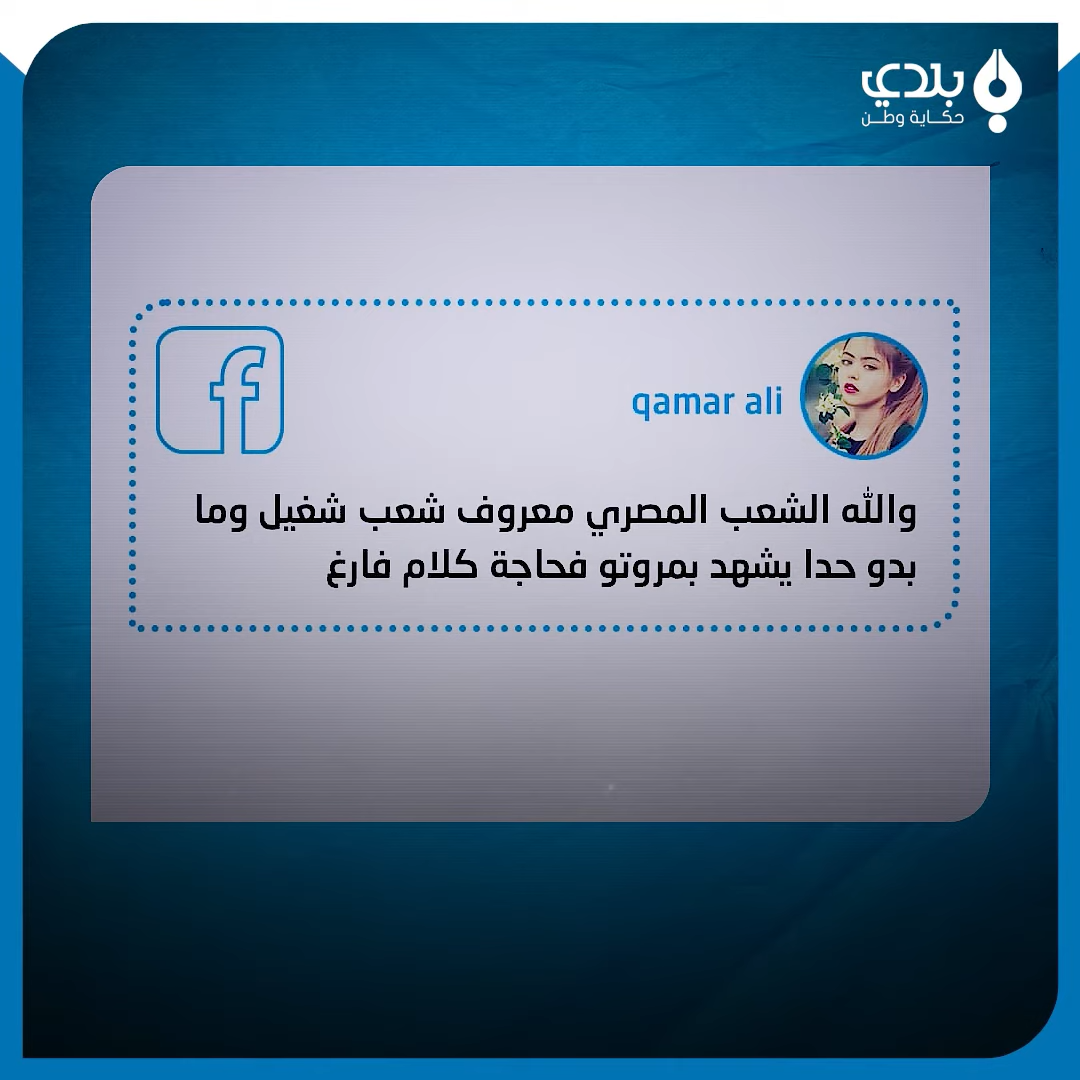 بلدي
حكاية وطن
qamar ali
والله الشعب المصري معروف شعب شغيل وما
بدو حدا يشهد بمروتو فحاجة كلام فارغ